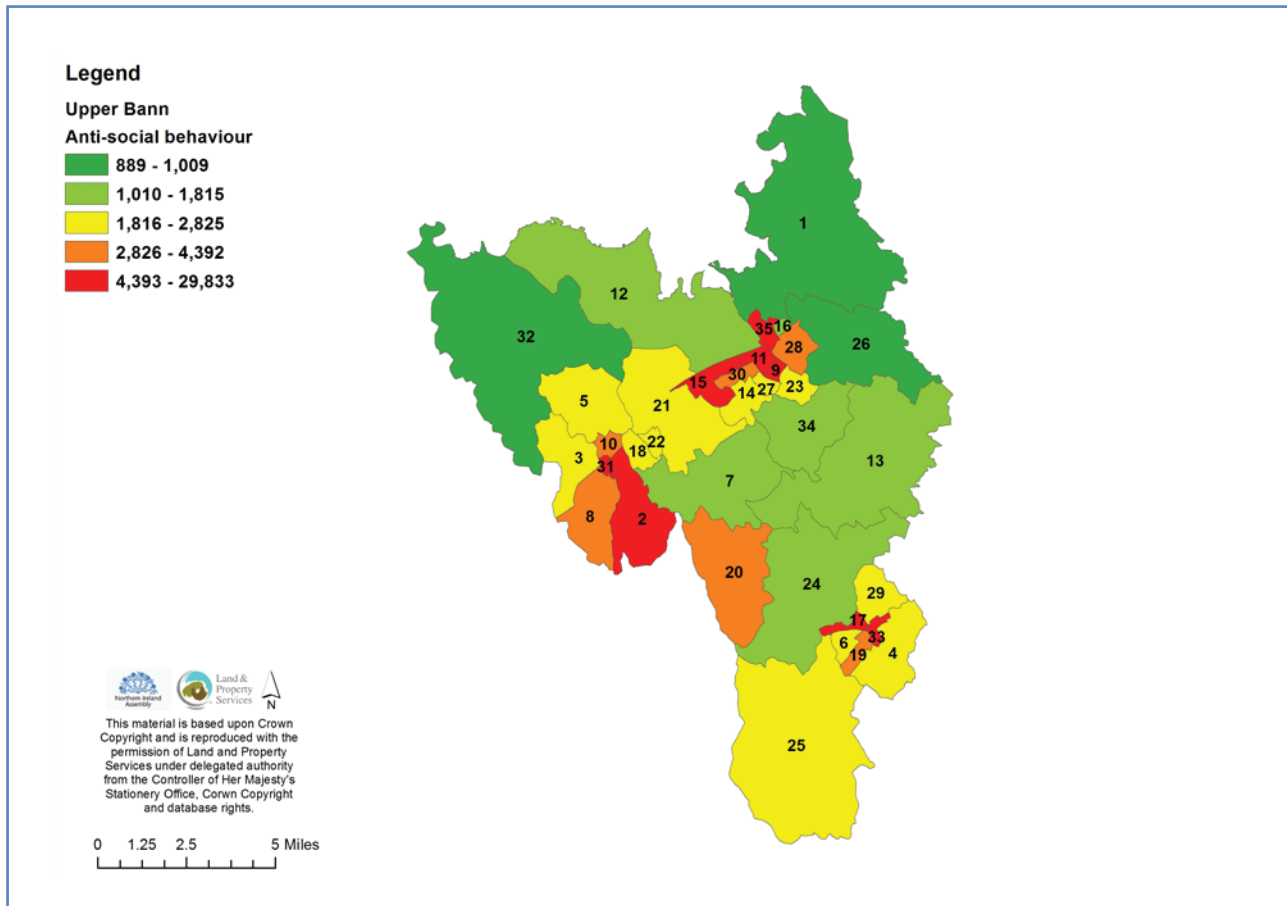 Legend
Upper Bann
Anti-social behaviour
889 - 1,009
1,010 - 1,815
1,816 - 2,825
2,826 - 4,392
4,393 - 29,833
1
12
32
35
16
28
26
11
9
30
15
14
27
23
5
21
34
22
10
18
3
31
13
7
8
2
20
24
29
17
33
6
19
4
25
Northern Ireland
Assembly
Land &
Property
Services
N
This material is based upon Crown
Copyright and is reproduced with the
permission of Land and Property
Services under delegated authority
from the Controller of Her Majesty's
Stationery Office, Corwn Copyright
and database rights.
0 1.25 2.5 5 Miles